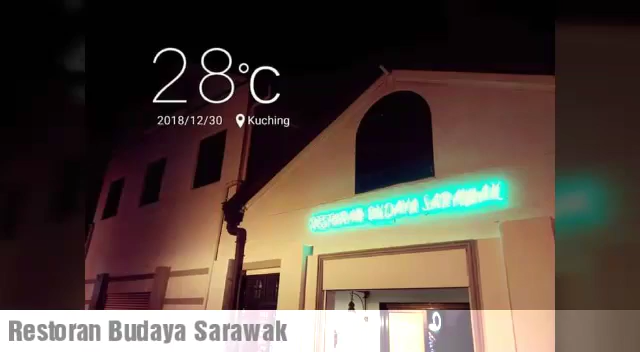 28°C
2018/12/30 Kuching
RESTORAN BUDAYA SARAWAK
Restoran Budaya Sarawak